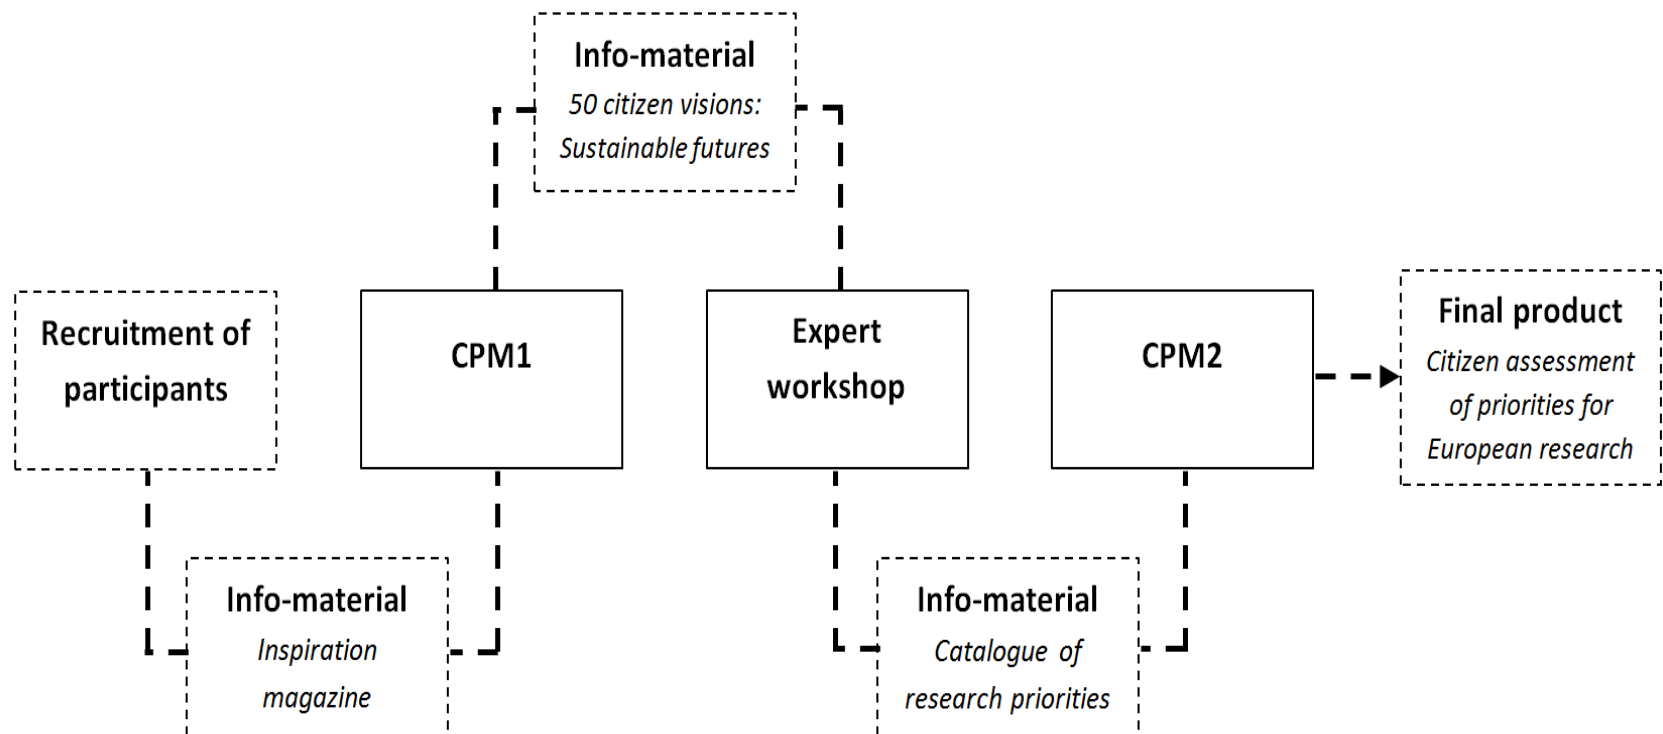 Info-material
50 citizen visions:
Sustainable futures
Recruitment of
participants
CPM1
Expert
workshop
CPM2
Final product
Citizen assessment
of priorities for
European research
Info-material
Inspiration
magazine
Info-material
Catalogue of
research priorities